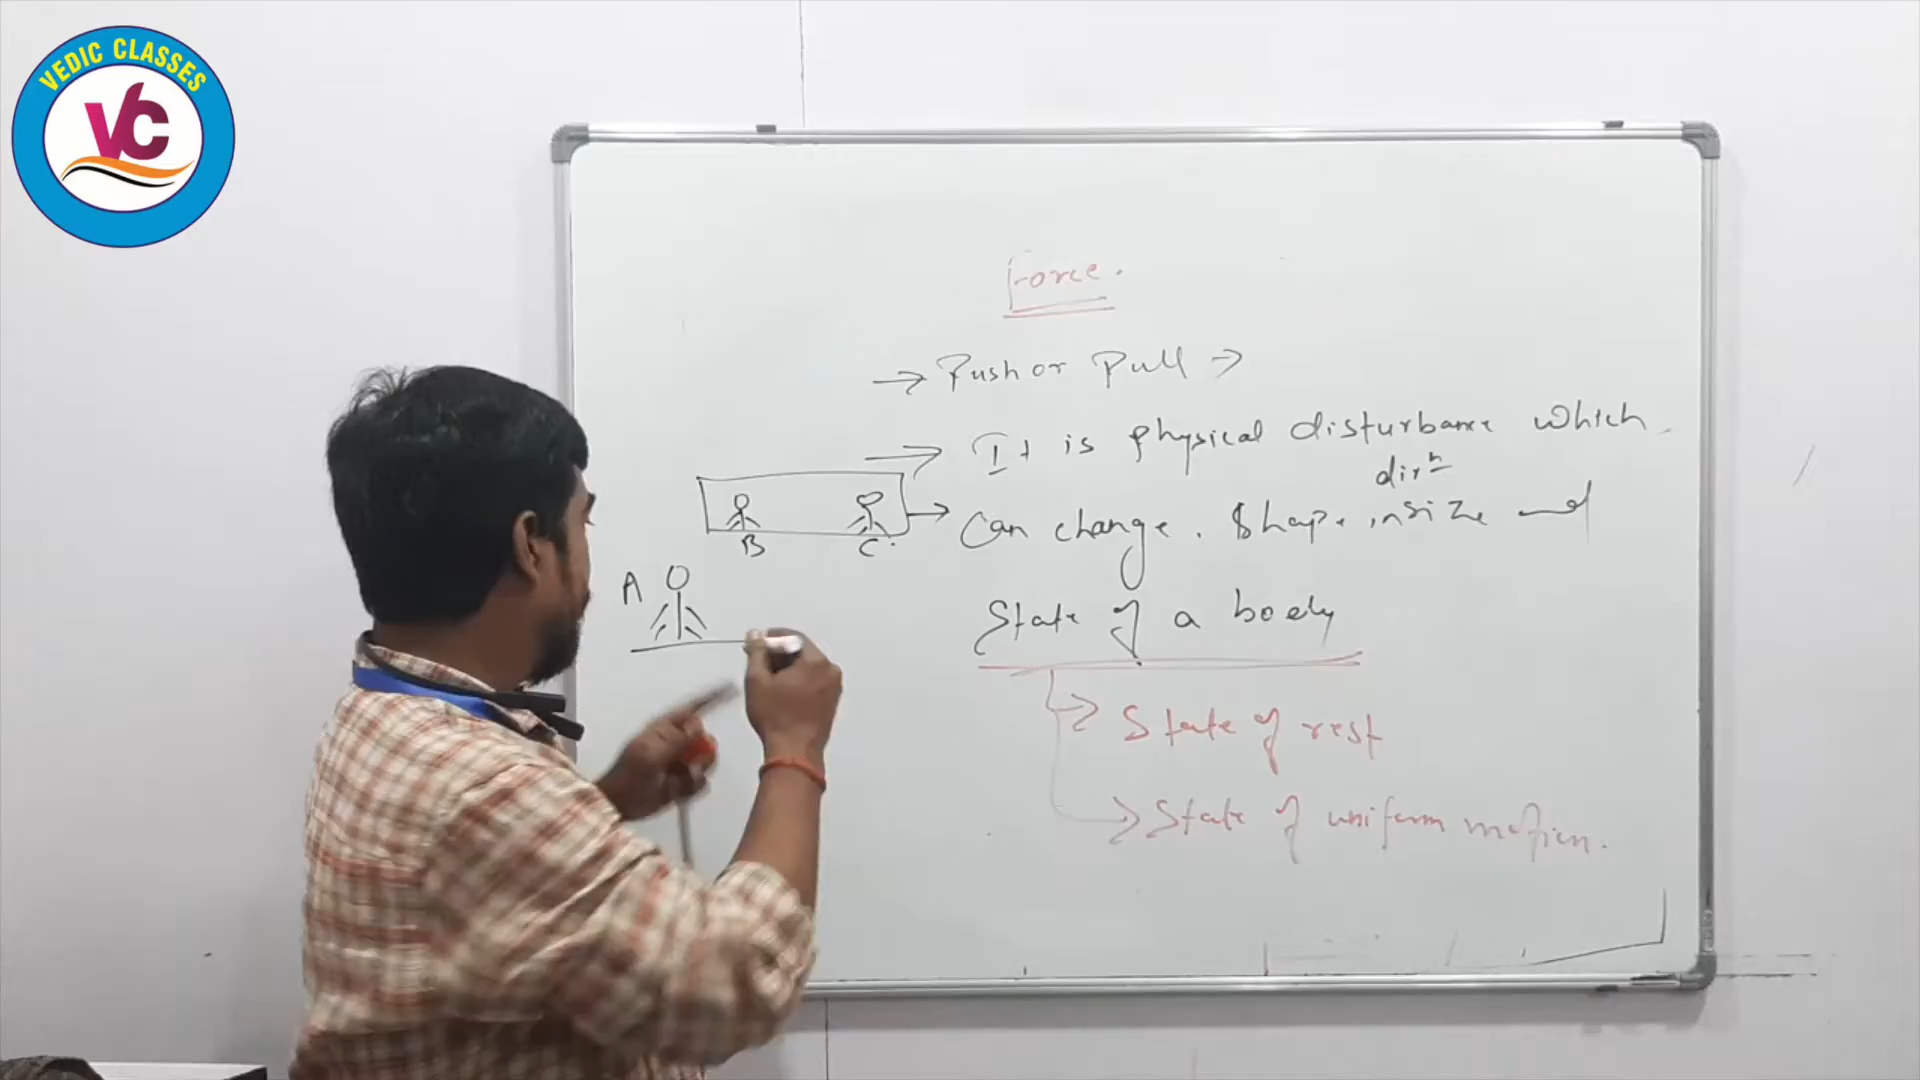 VEDIC CLASSES
VC
Force.
→ Push or Pull →
→ It is physical disturbance which
dirⁿ
can change. Shape, size and
State of a body
→ State of rest
→ State of uniform motion.
B
C
A